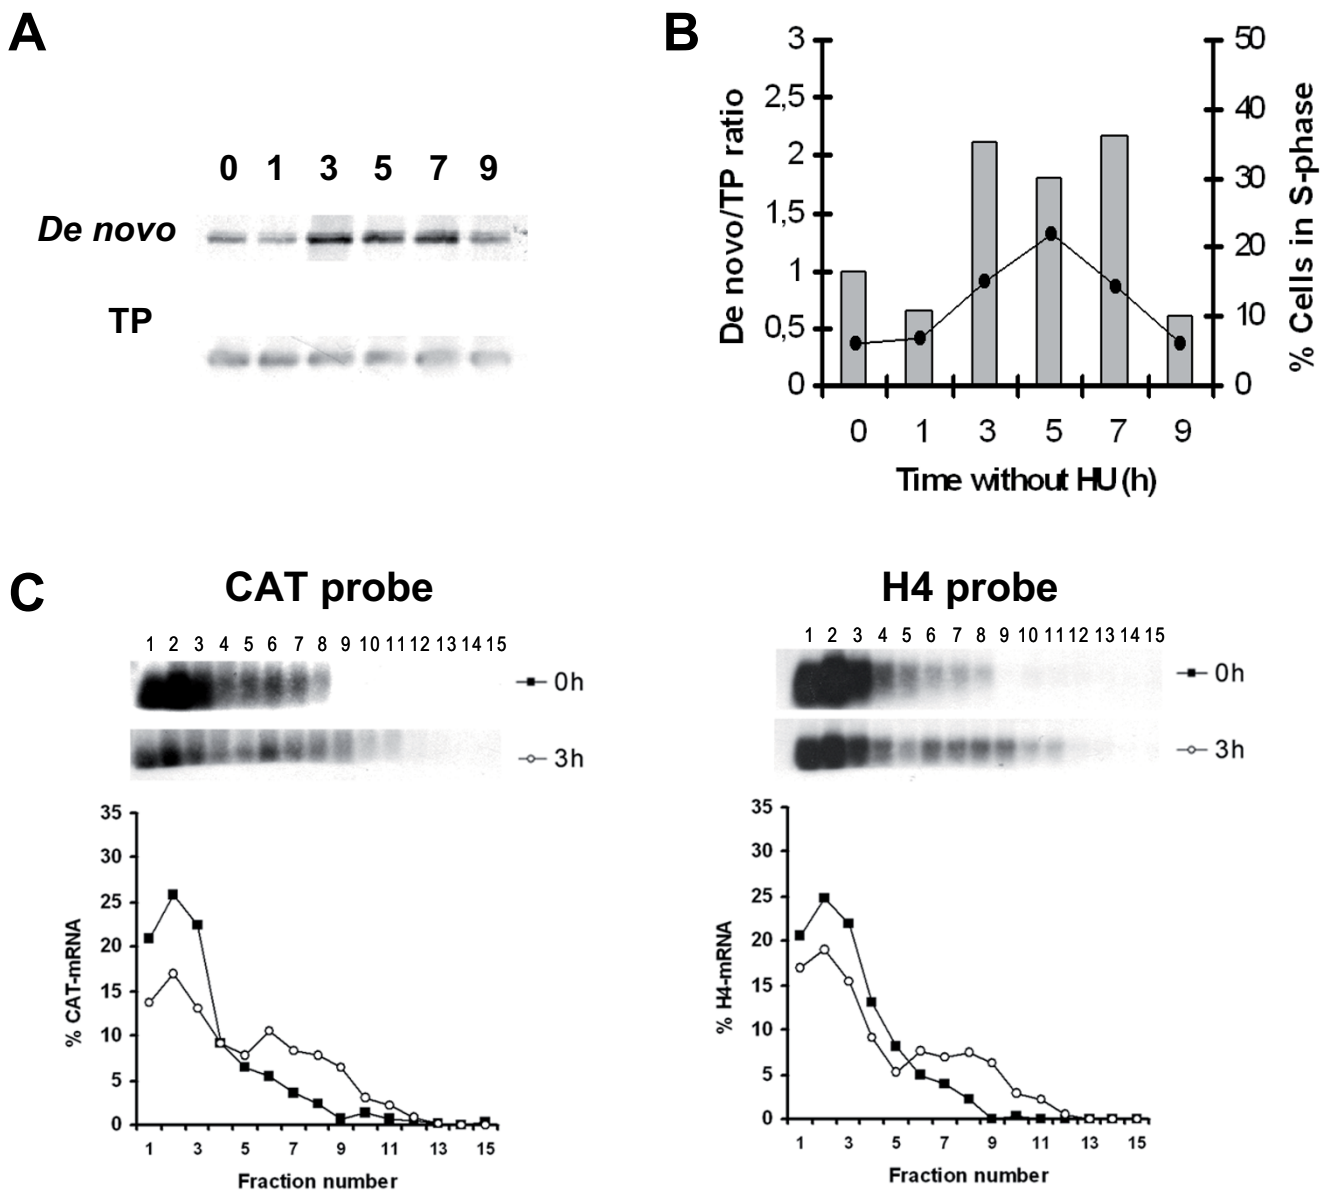 A
0 1 3 5 7 9
De novo
TP
B
De novo/TP ratio
3
2,5
2
1,5
1
0,5
0
50
40
30
20
10
0
% Cells in S-phase
0 1 3 5 7 9
Time without HU (h)
C
CAT probe
1 2 3 4 5 6 7 8 9 10 11 12 13 14 15
0h
3h
% CAT-mRNA
35
30
25
20
15
10
5
0
1 3 5 7 9 11 13 15
Fraction number
H4 probe
1 2 3 4 5 6 7 8 9 10 11 12 13 14 15
0h
3h
% H4-mRNA
35
30
25
20
15
10
5
0
1 3 5 7 9 11 13 15
Fraction number